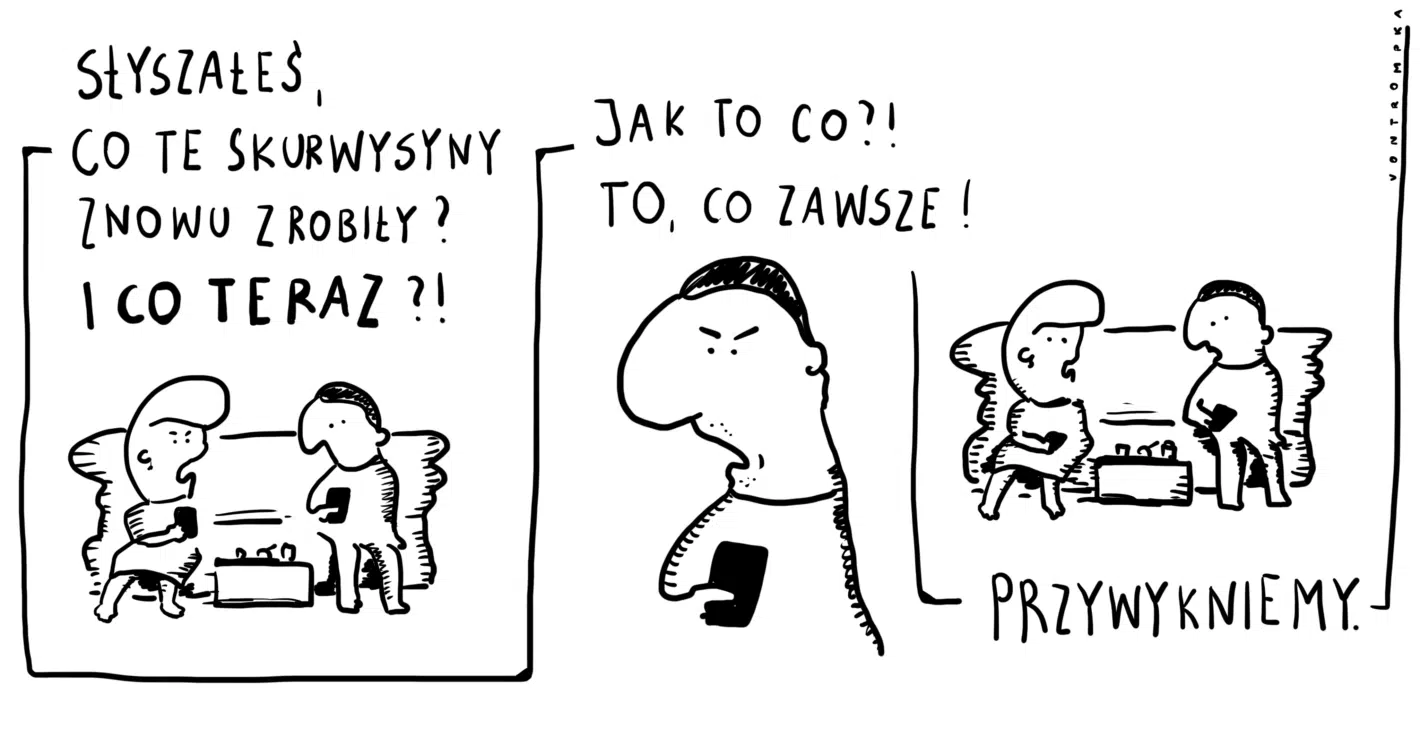 SŁYSZAŁEŚ,
CO TE SKURWYSYNY
ZNOWU ZROBIŁY?
I CO TERAZ?!
JAK TO CO?!
TO, CO ZAWSZE!
PRZYWYKNIEMY.
VONTROMPKA